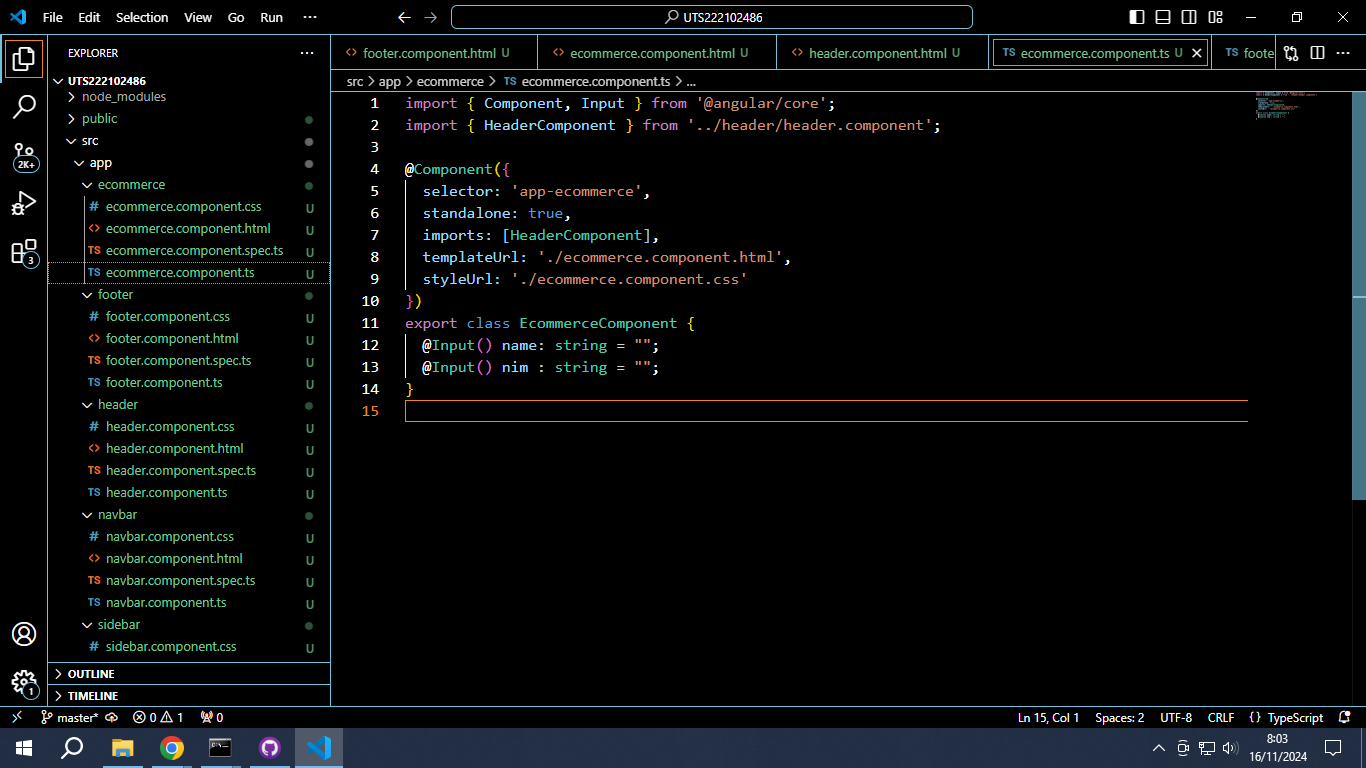 File Edit Selection View Go Run ··· UTS222102486
EXPLORER ···
UTS222102486
node_modules
public
src
app
ecommerce
# ecommerce.component.css U
<> ecommerce.component.html U
TS ecommerce.component.spec.ts U
TS ecommerce.component.ts U
footer
# footer.component.css U
<> footer.component.html U
TS footer.component.spec.ts U
TS footer.component.ts U
header
# header.component.css U
<> header.component.html U
TS header.component.spec.ts U
TS header.component.ts U
navbar
# navbar.component.css U
<> navbar.component.html U
TS navbar.component.spec.ts U
TS navbar.component.ts U
sidebar
# sidebar.component.css U
OUTLINE
TIMELINE
2K+
3
1
<> footer.component.html U <> ecommerce.component.html U <> header.component.html U TS ecommerce.component.ts U TS foote ···
src > app > ecommerce > TS ecommerce.component.ts > ...
1 import { Component, Input } from '@angular/core';
2 import { HeaderComponent } from '../header/header.component';
3
4 @Component({
5 selector: 'app-ecommerce',
6 standalone: true,
7 imports: [HeaderComponent],
8 templateUrl: './ecommerce.component.html',
9 styleUrl: './ecommerce.component.css'
10 })
11 export class EcommerceComponent {
12 @Input() name: string = "";
13 @Input() nim : string = "";
14 }
15
master* 0 1 0 Ln 15, Col 1 Spaces: 2 UTF-8 CRLF {} TypeScript
8:03
16/11/2024